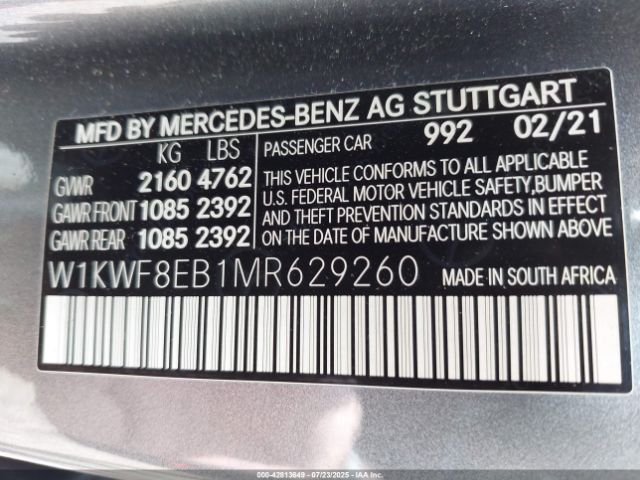 MFD BY MERCEDES-BENZ AG STUTTGART
KG LBS
GVWR 2160 4762
GAWR FRONT 1085 2392
GAWR REAR 1085 2392
PASSENGER CAR 992 02/21
THIS VEHICLE CONFORMS TO ALL APPLICABLE
U.S. FEDERAL MOTOR VEHICLE SAFETY,BUMPER
AND THEFT PREVENTION STANDARDS IN EFFECT
ON THE DATE OF MANUFACTURE SHOWN ABOVE
W1KWF8EB1MR629260 MADE IN SOUTH AFRICA
000-42813649 - 07/23/2025 - IAAI.COM